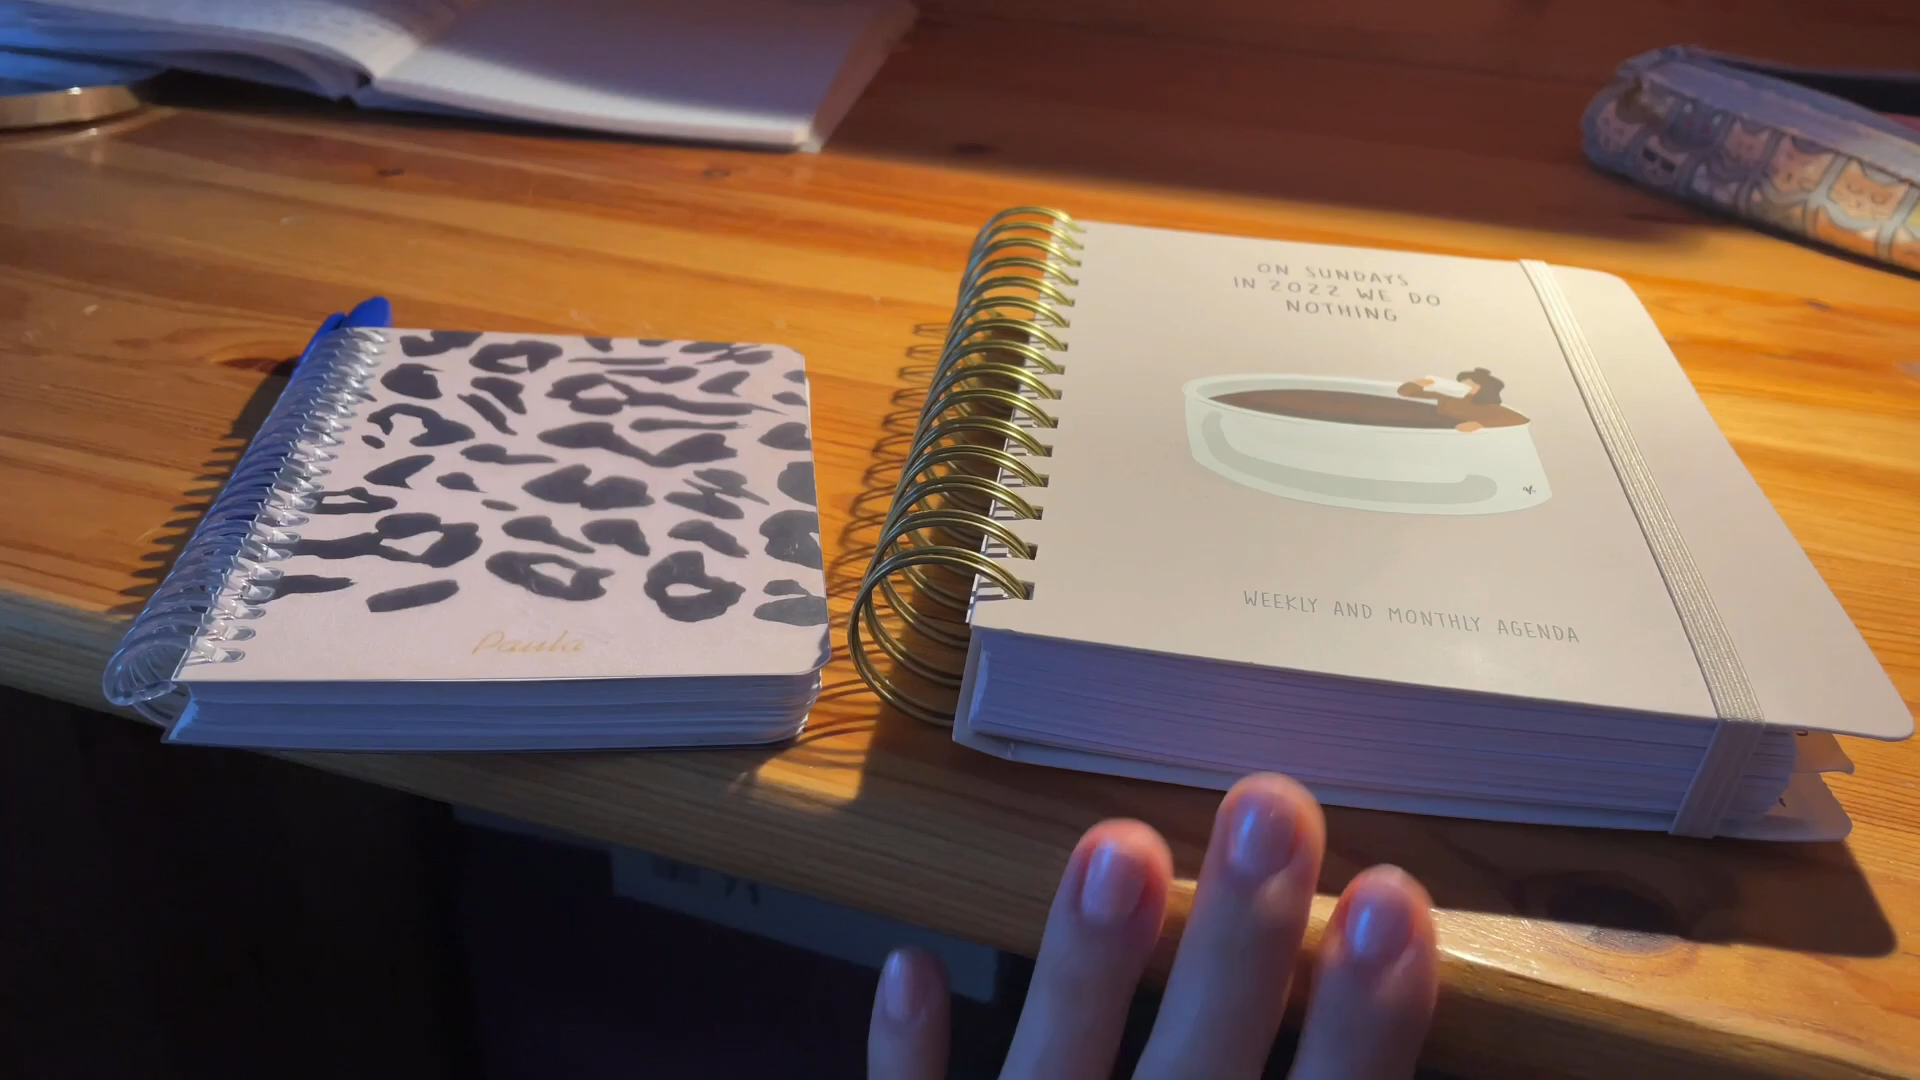 ON SUNDAYS
IN 2022 WE DO
NOTHING
WEEKLY AND MONTHLY AGENDA
Paula